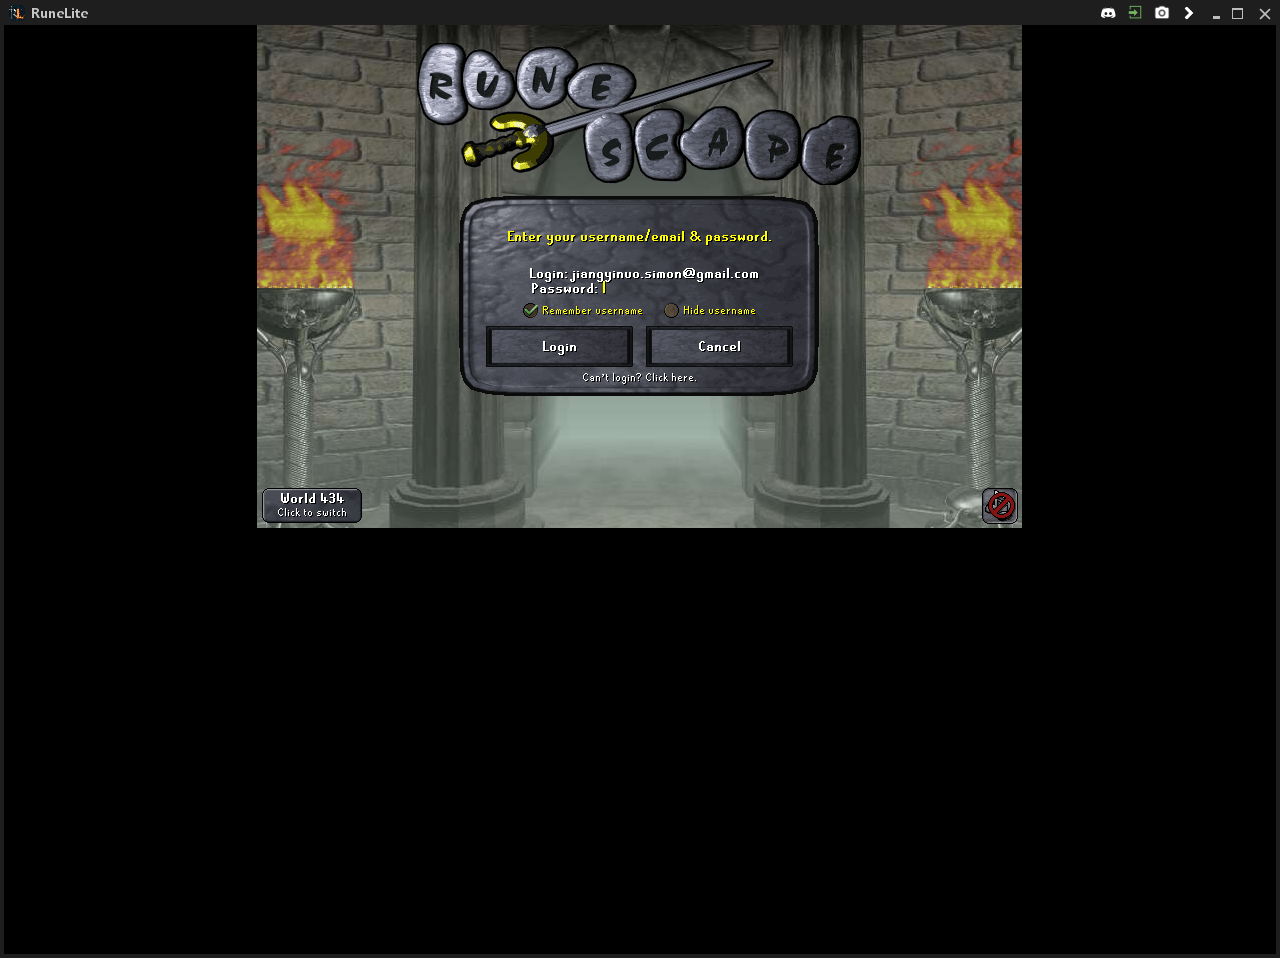 RuneLite
RUNE
SCAPE
Enter your username/email & password.
Login: jiangyinuo.simon@gmail.com
Password:
Remember username
Hide username
Login
Cancel
Can't login? Click here.
World 434
Click to switch